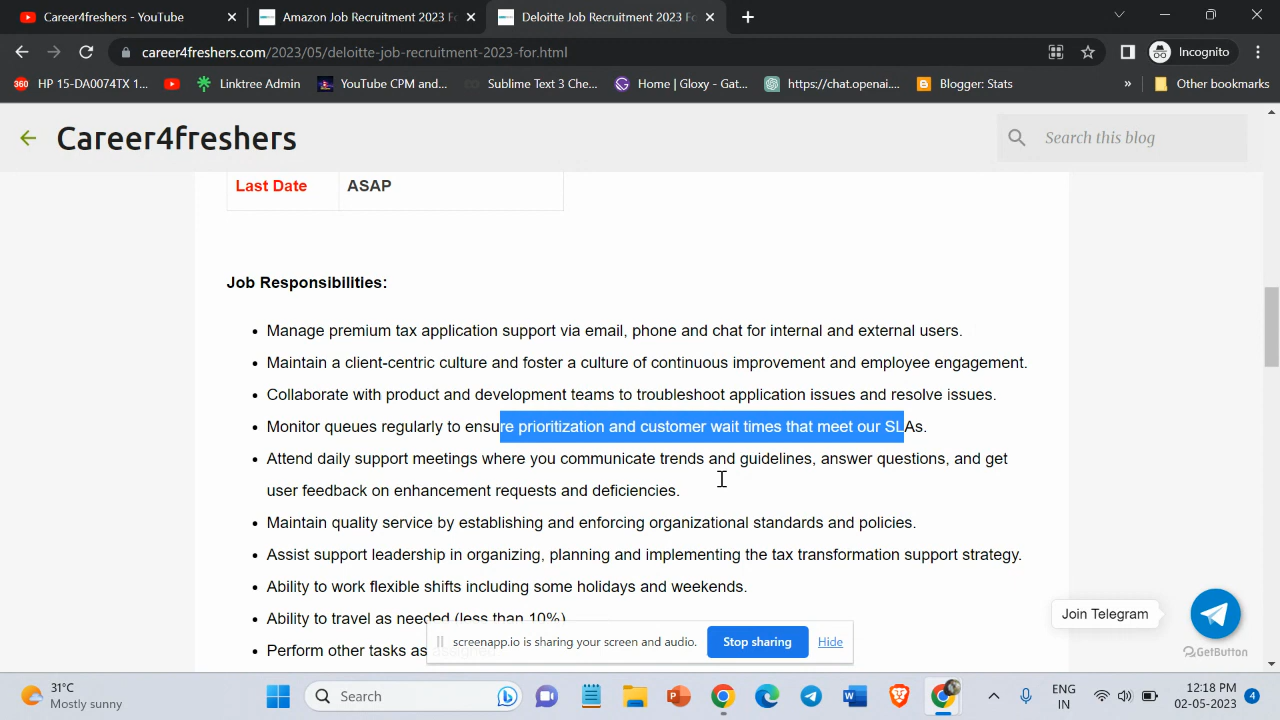 Career4freshers - YouTube
Amazon Job Recruitment 2023 Fo
Deloitte Job Recruitment 2023 Fo
career4freshers.com/2023/05/deloitte-job-recruitment-2023-for.html
Incognito
360 HP 15-DA0074TX 1...
Linktree Admin
YouTube CPM and...
Sublime Text 3 Che...
Home | Gloxy - Gat...
https://chat.openai....
Blogger: Stats
»
Other bookmarks
Career4freshers
Search this blog
Last Date ASAP
Job Responsibilities:
• Manage premium tax application support via email, phone and chat for internal and external users.
• Maintain a client-centric culture and foster a culture of continuous improvement and employee engagement.
• Collaborate with product and development teams to troubleshoot application issues and resolve issues.
• Monitor queues regularly to ensure prioritization and customer wait times that meet our SLAs.
• Attend daily support meetings where you communicate trends and guidelines, answer questions, and get
user feedback on enhancement requests and deficiencies.
• Maintain quality service by establishing and enforcing organizational standards and policies.
• Assist support leadership in organizing, planning and implementing the tax transformation support strategy.
• Ability to work flexible shifts including some holidays and weekends.
• Ability to travel as needed (less than 10%)
Join Telegram
• Perform other tasks as
screenapp.io is sharing your screen and audio.
Stop sharing
Hide
GetButton
31°C
Mostly sunny
Search
ENG
IN
12:18 PM
02-05-2023
4